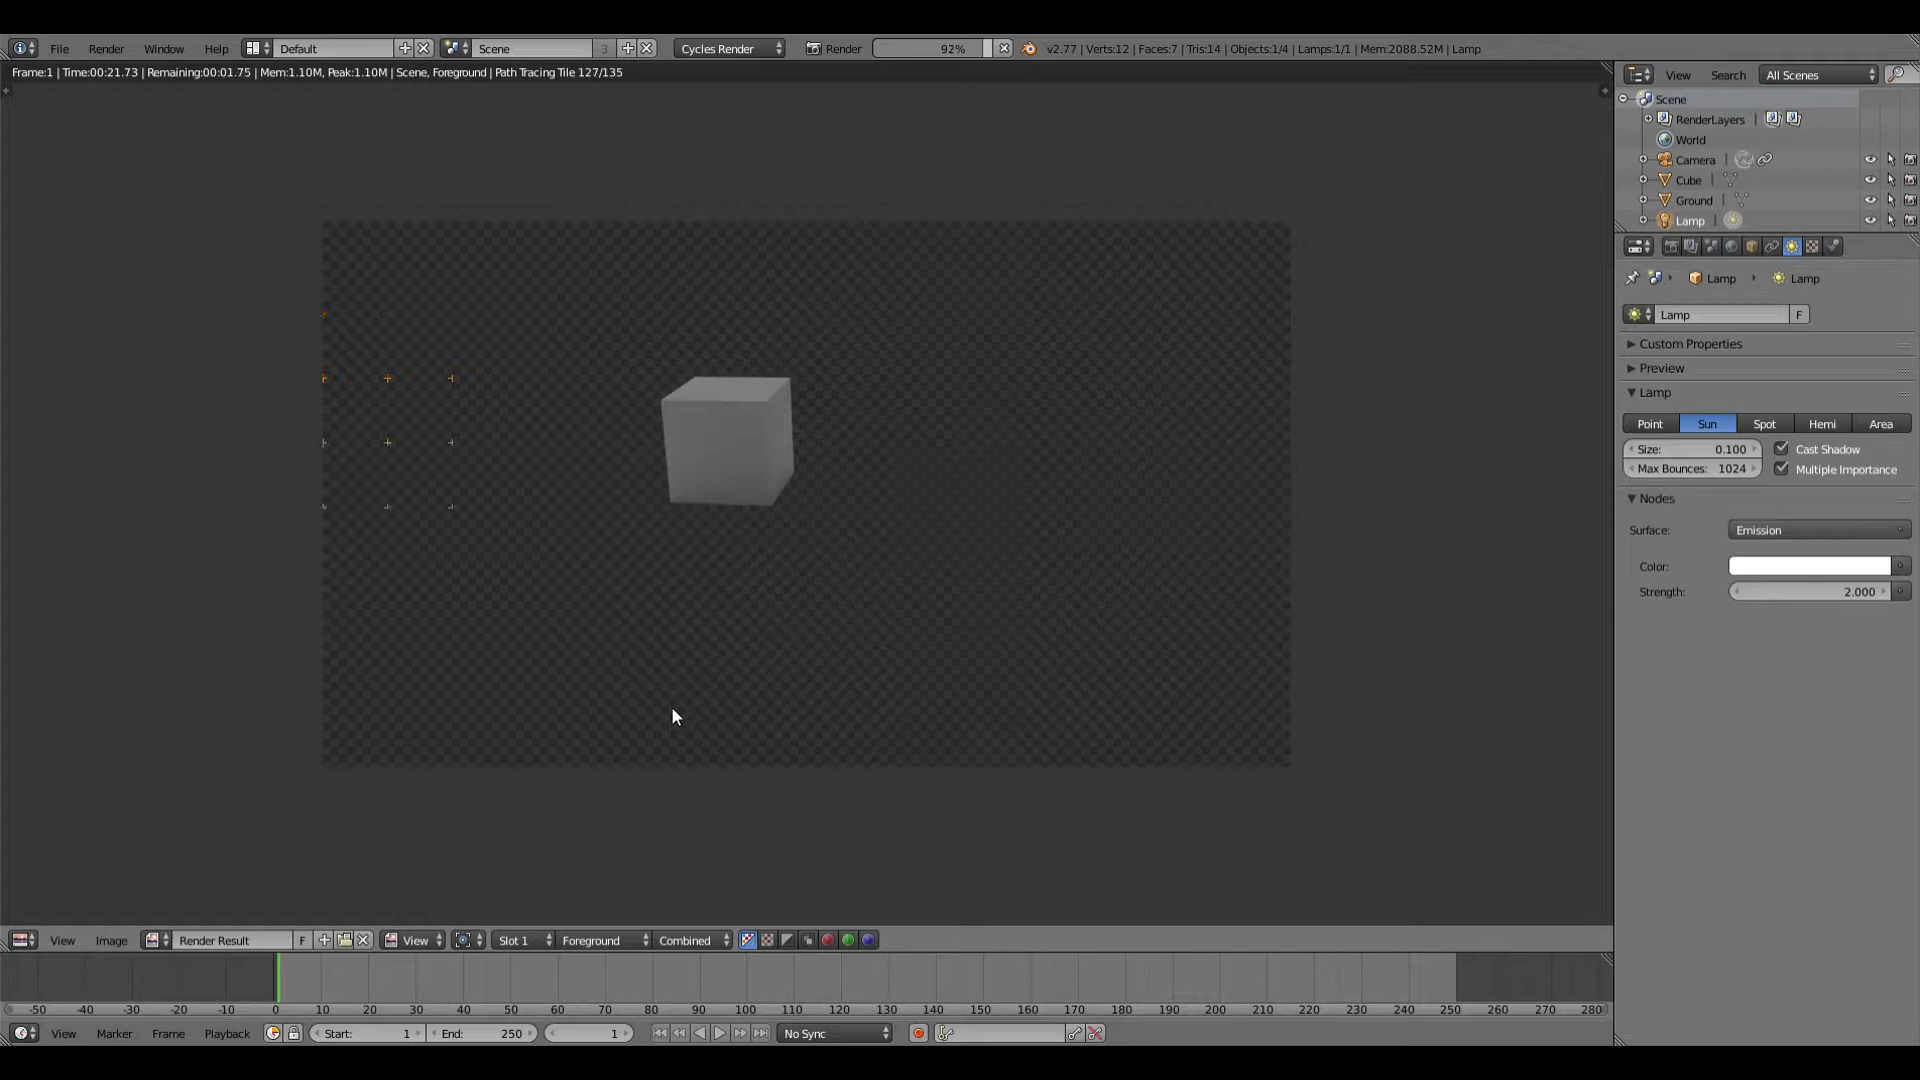 File Render Window Help Default Scene 3 Cycles Render Render 92% v2.77 | Verts:12 | Faces:7 | Tris:14 | Objects:1/4 | Lamps:1/1 | Mem:2088.52M | Lamp
Frame:1 | Time:00:21.73 | Remaining:00:01.75 | Mem:1.10M, Peak:1.10M | Scene, Foreground | Path Tracing Tile 127/135
View Search All Scenes
Scene
RenderLayers |
World
Camera |
Cube |
Ground |
Lamp |
Lamp Lamp
Lamp F
Custom Properties
Preview
Lamp
Point Sun Spot Hemi Area
Size: 0.100 Cast Shadow
Max Bounces: 1024 Multiple Importance
Nodes
Surface: Emission
Color:
Strength: 2.000
View Image Render Result F View Slot 1 Foreground Combined
-50 -40 -30 -20 -10 0 10 20 30 40 50 60 70 80 90 100 110 120 130 140 150 160 170 180 190 200 210 220 230 240 250 260 270 280
View Marker Frame Playback Start: 1 End: 250 1 No Sync